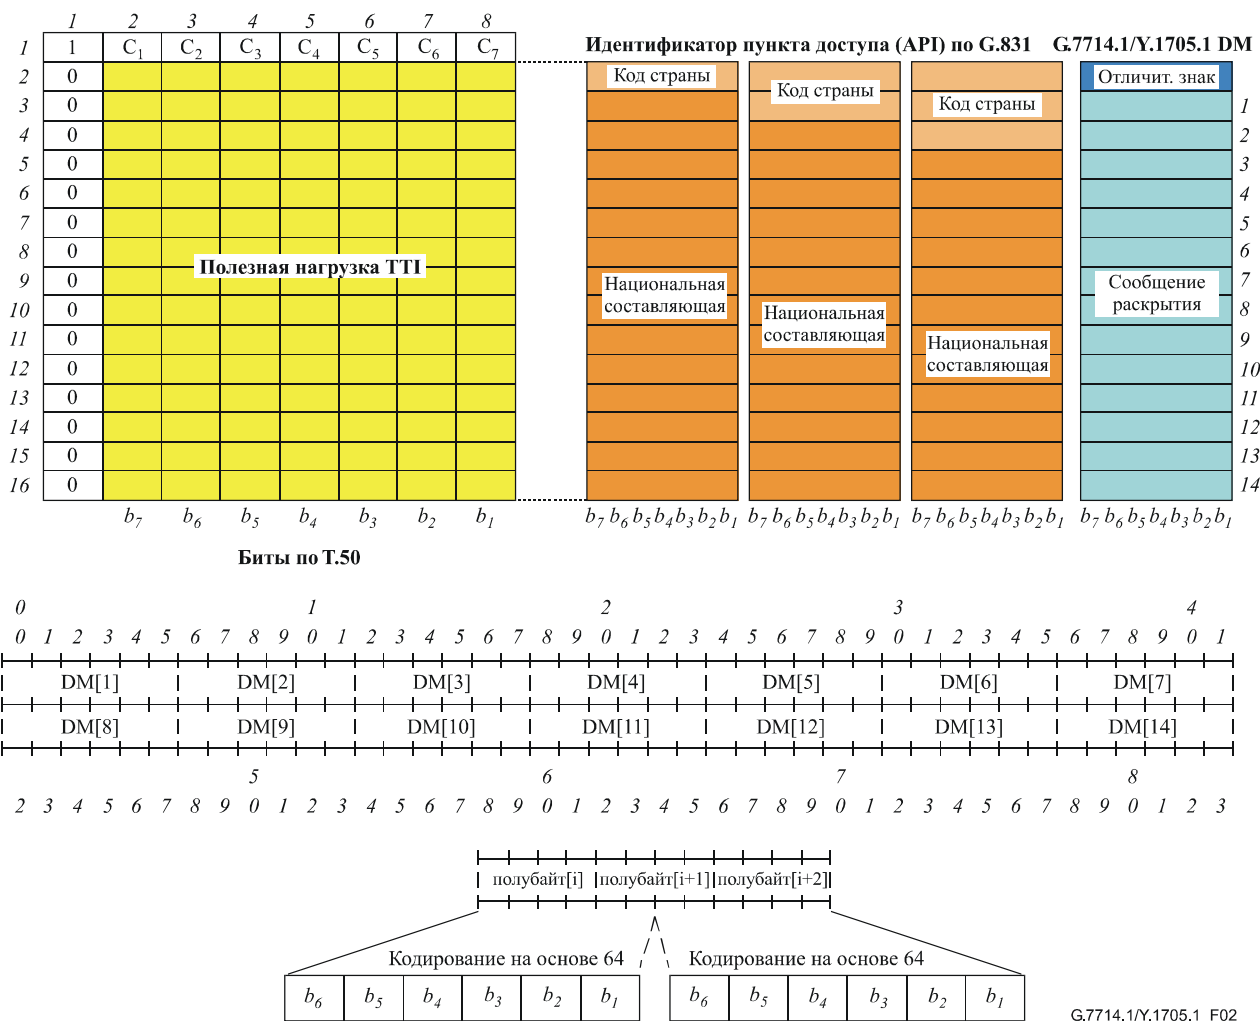 1 2 3 4 5 6 7 8
1 1 C1 C2 C3 C4 C5 C6 C7 Идентификатор пункта доступа (API) по G.831 G.7714.1/Y.1705.1 DM
2 0 Код страны Код страны Код страны Отличит. знак
3 0 1
4 0 2
5 0 3
6 0 4
7 0 5
8 0 6
Полезная нагрузка TTI
9 0 Национальная составляющая Сообщение раскрытия 7
10 0 Национальная составляющая 8
11 0 Национальная составляющая 9
12 0 10
13 0 11
14 0 12
15 0 13
16 0 14
b7 b6 b5 b4 b3 b2 b1 b7 b6 b5 b4 b3 b2 b1 b7 b6 b5 b4 b3 b2 b1 b7 b6 b5 b4 b3 b2 b1 b7 b6 b5 b4 b3 b2 b1
Биты по T.50
0 1 2 3 4
0 1 2 3 4 5 6 7 8 9 0 1 2 3 4 5 6 7 8 9 0 1 2 3 4 5 6 7 8 9 0 1 2 3 4 5 6 7 8 9 0 1
DM[1] DM[2] DM[3] DM[4] DM[5] DM[6] DM[7]
DM[8] DM[9] DM[10] DM[11] DM[12] DM[13] DM[14]
5 6 7 8
2 3 4 5 6 7 8 9 0 1 2 3 4 5 6 7 8 9 0 1 2 3 4 5 6 7 8 9 0 1 2 3 4 5 6 7 8 9 0 1 2 3
полубайт[i] полубайт[i+1] полубайт[i+2]
Кодирование на основе 64 Кодирование на основе 64
b6 b5 b4 b3 b2 b1 b6 b5 b4 b3 b2 b1
G.7714.1/Y.1705.1_F02